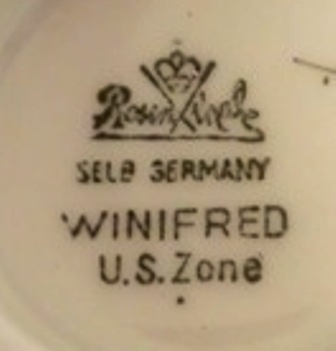 Rosenthal
SELB GERMANY
WINIFRED
U.S.Zone